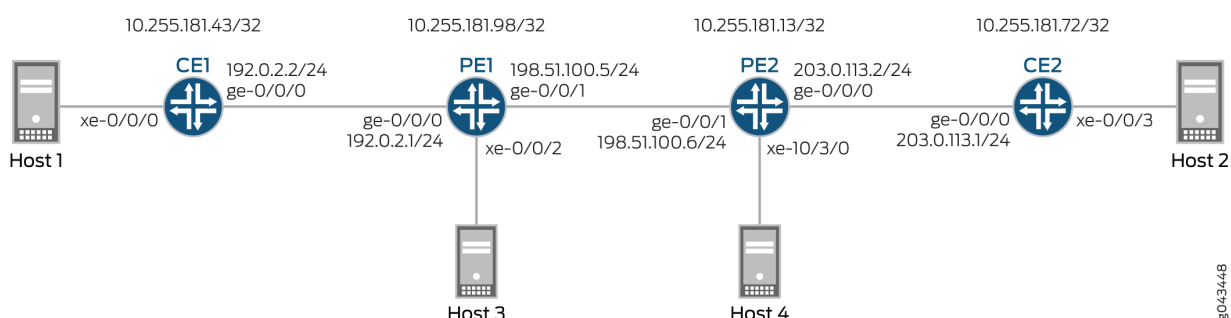 10.255.181.43/32
10.255.181.98/32
10.255.181.13/32
10.255.181.72/32
CE1
192.0.2.2/24
ge-0/0/0
PE1
198.51.100.5/24
ge-0/0/1
PE2
203.0.113.2/24
ge-0/0/0
CE2
xe-0/0/0
ge-0/0/0
192.0.2.1/24
xe-0/0/2
ge-0/0/1
198.51.100.6/24
xe-10/3/0
ge-0/0/0
203.0.113.1/24
xe-0/0/3
Host 1
Host 2
Host 3
Host 4
g043448